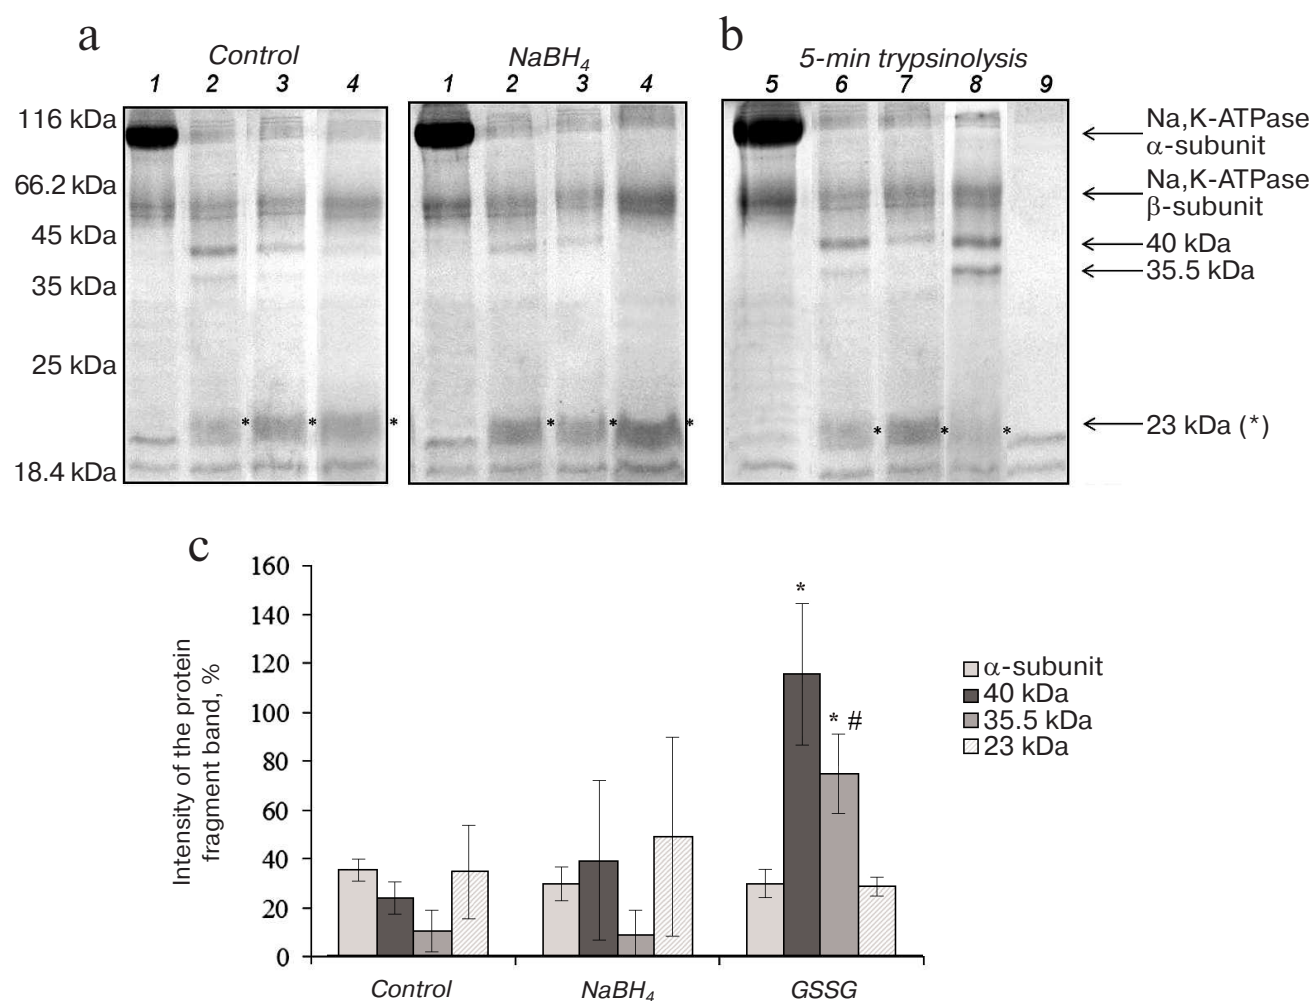 a
b
Control
NaBH4
5-min trypsinolysis
1 2 3 4
1 2 3 4
5 6 7 8 9
116 kDa
66.2 kDa
45 kDa
35 kDa
25 kDa
18.4 kDa
* * *
* * *
* * *
Na,K-ATPase
α-subunit
Na,K-ATPase
β-subunit
40 kDa
35.5 kDa
23 kDa (*)
c
Intensity of the protein
fragment band, %
160
140
120
100
80
60
40
20
0
*
* #
α-subunit
40 kDa
35.5 kDa
23 kDa
Control
NaBH4
GSSG